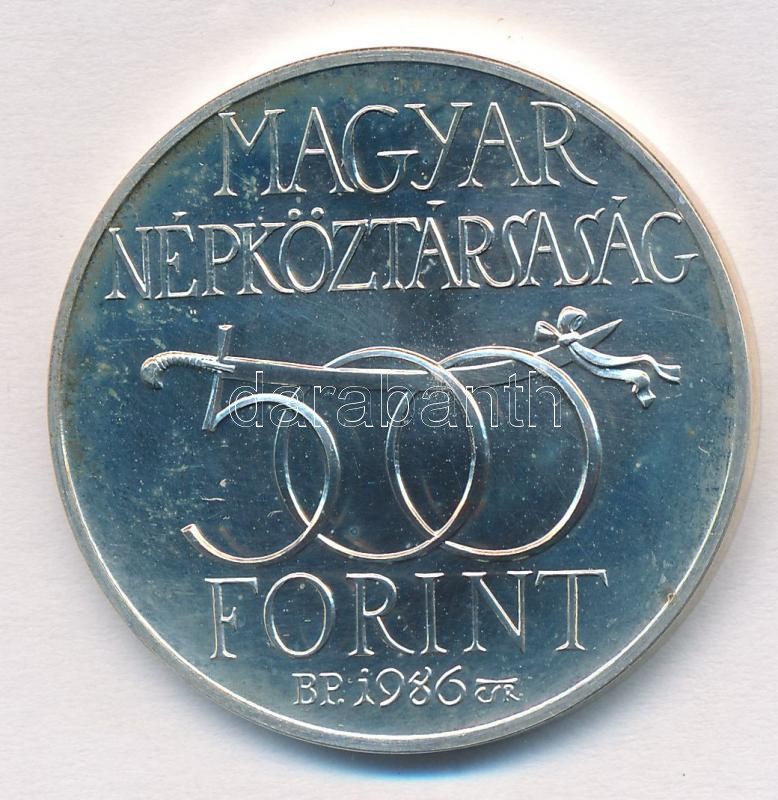 MAGYAR
NÉPKÖZTÁRSASÁG
500
darabanth
FORINT
BP. 1986